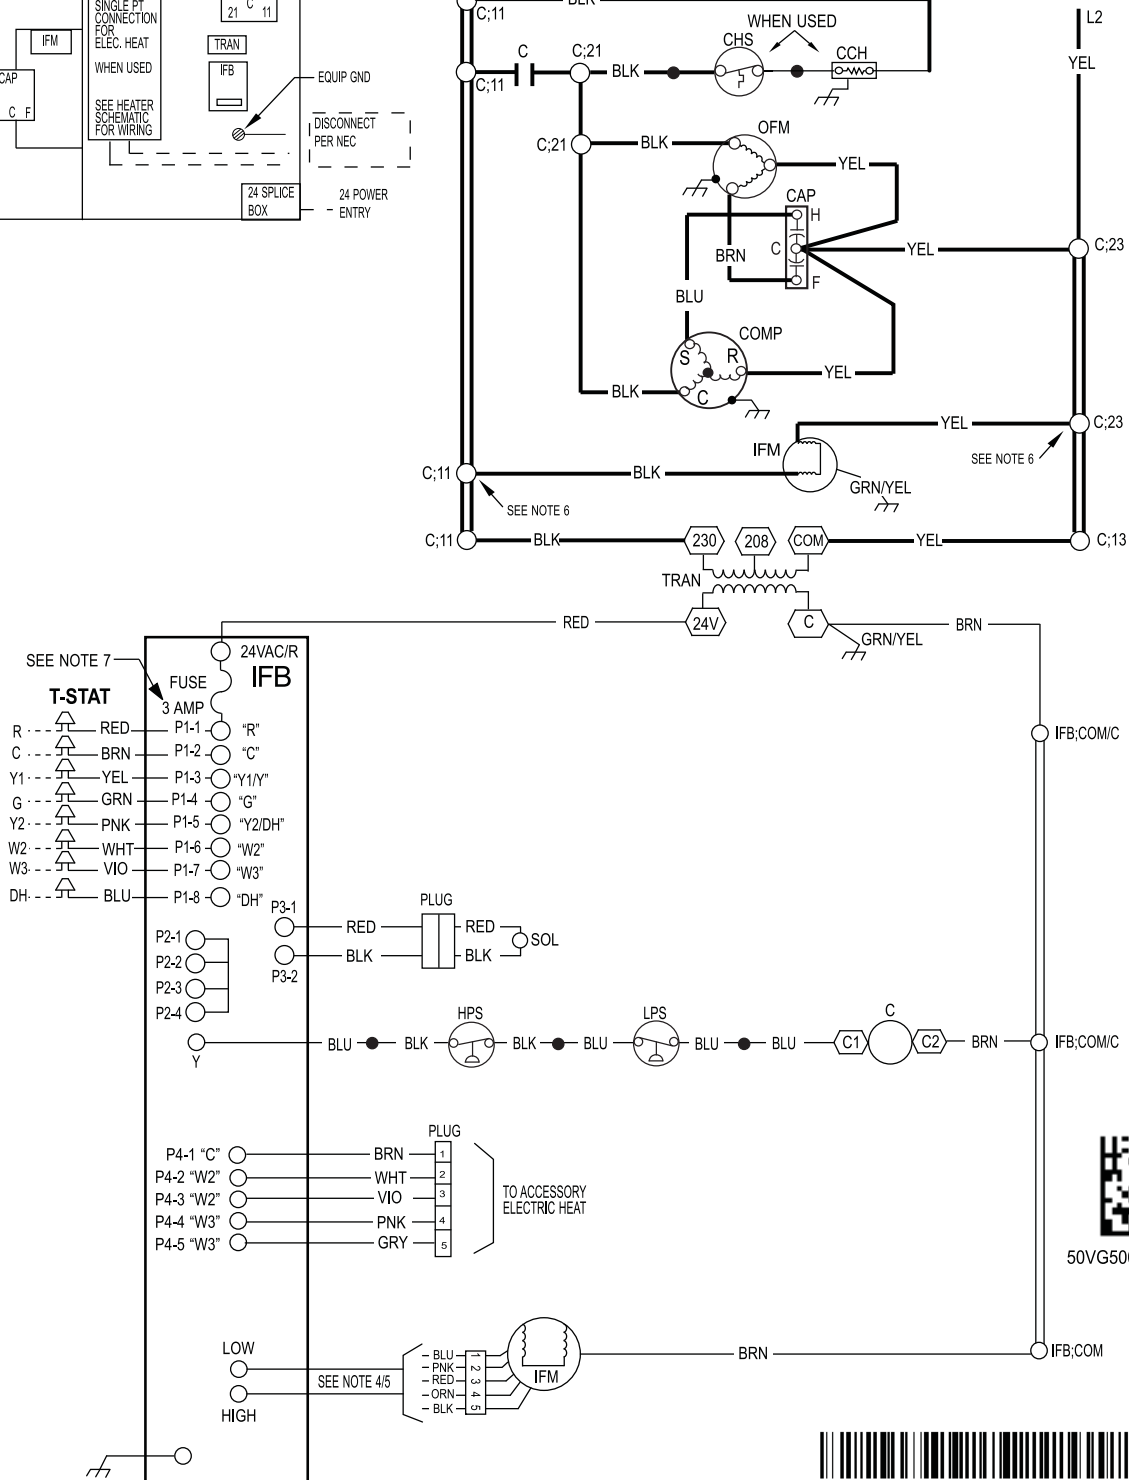 SINGLE PT
CONNECTION
FOR
ELEC. HEAT
WHEN USED
SEE HEATER
SCHEMATIC
FOR WIRING
C
21 11
TRAN
IFB
IFM
CAP
C F
EQUIP GND
DISCONNECT
PER NEC
24 SPLICE
BOX
24 POWER
ENTRY
C;11
BLK
WHEN USED
L2
CHS
CCH
C
C;21
C;11
BLK
YEL
OFM
C;21
BLK
YEL
CAP
H
C
F
YEL
C;23
BRN
BLU
COMP
S
R
C
YEL
BLK
YEL
C;23
IFM
SEE NOTE 6
C;11
BLK
GRN/YEL
SEE NOTE 6
C;11
BLK
230
208
COM
YEL
C;13
TRAN
RED
24V
C
GRN/YEL
BRN
SEE NOTE 7
24VAC/R
IFB
FUSE
3 AMP
T-STAT
R RED P1-1 "R"
C BRN P1-2 "C"
Y1 YEL P1-3 "Y1/Y"
G GRN P1-4 "G"
Y2 PNK P1-5 "Y2/DH"
W2 WHT P1-6 "W2"
W3 VIO P1-7 "W3"
DH BLU P1-8 "DH"
IFB;COM/C
P3-1
PLUG
RED
RED
SOL
BLK
BLK
P3-2
P2-1
P2-2
P2-3
P2-4
Y
HPS
LPS
C
BLU
BLK
BLK
BLU
BLU
BLU
C1
C2
BRN
IFB;COM/C
PLUG
P4-1 "C" BRN 1
P4-2 "W2" WHT 2
P4-3 "W2" VIO 3
P4-4 "W3" PNK 4
P4-5 "W3" GRY 5
TO ACCESSORY
ELECTRIC HEAT
LOW
HIGH
SEE NOTE 4/5
BLU 1
PNK 2
RED 3
ORN 4
BLK 5
IFM
BRN
IFB;COM